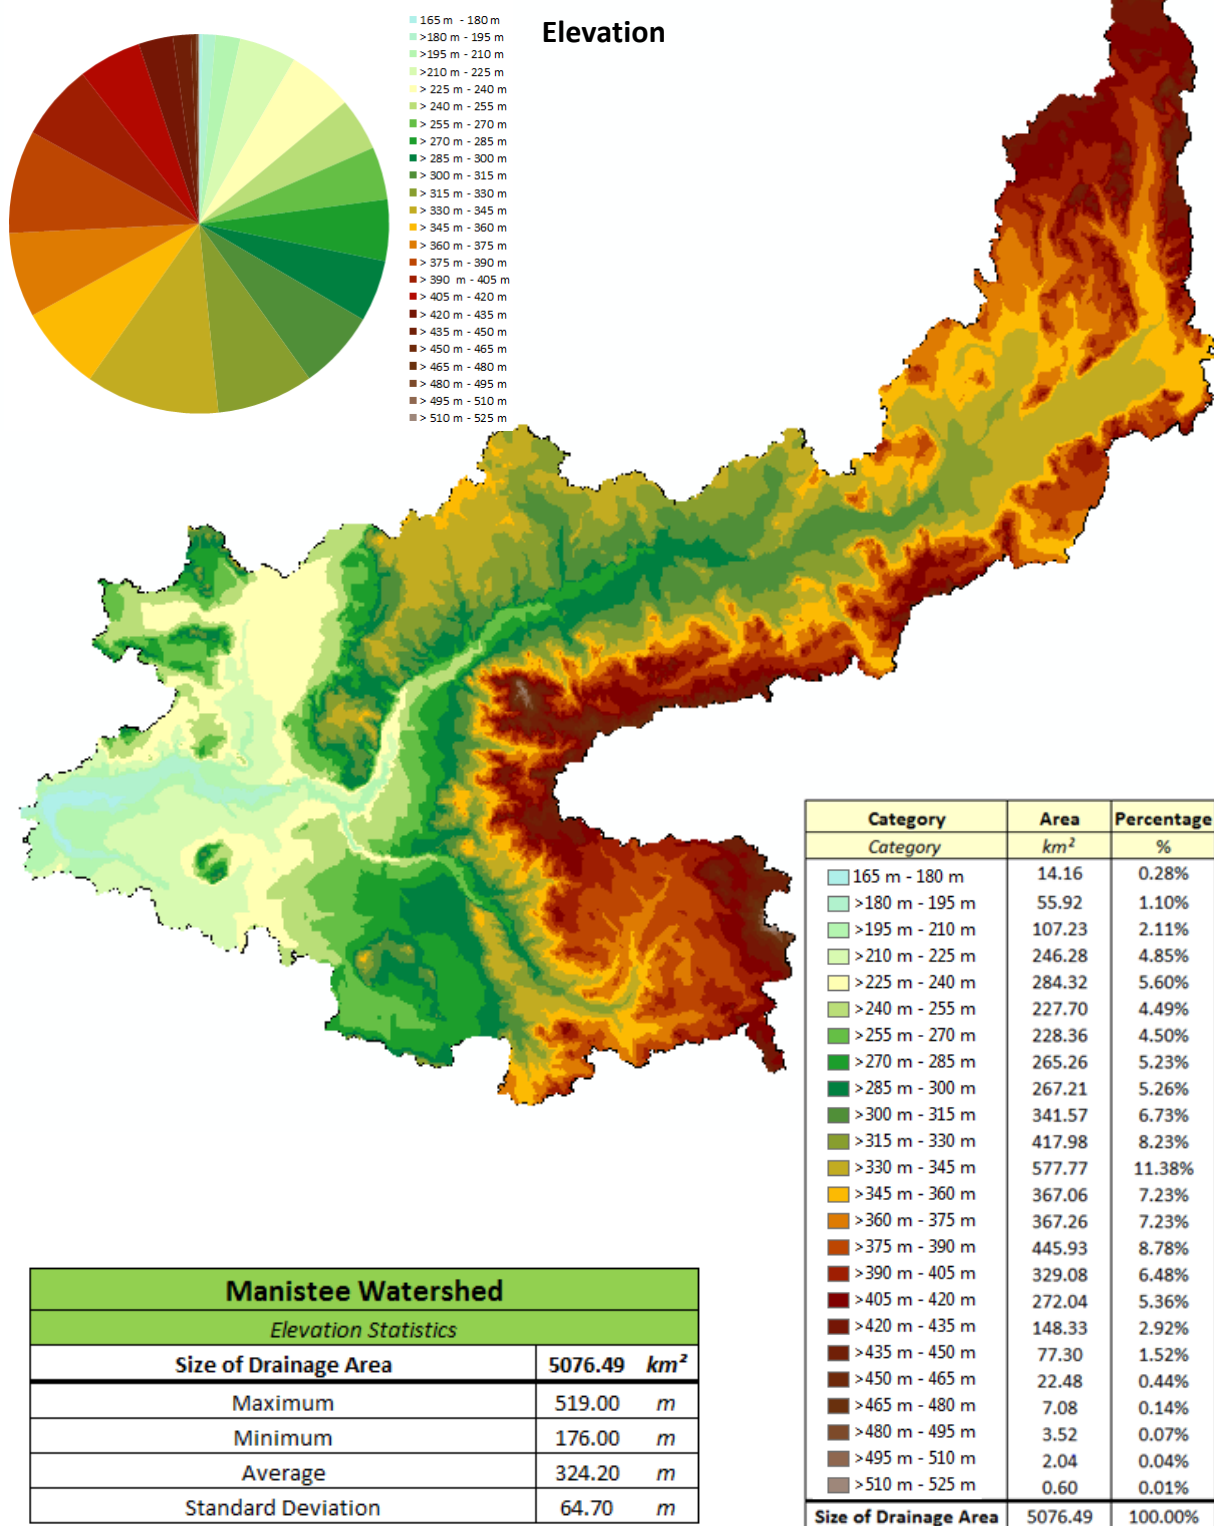 Elevation
165 m - 180 m
>180 m - 195 m
>195 m - 210 m
>210 m - 225 m
> 225 m - 240 m
> 240 m - 255 m
> 255 m - 270 m
> 270 m - 285 m
> 285 m - 300 m
> 300 m - 315 m
> 315 m - 330 m
> 330 m - 345 m
> 345 m - 360 m
> 360 m - 375 m
> 375 m - 390 m
> 390 m - 405 m
> 405 m - 420 m
> 420 m - 435 m
> 435 m - 450 m
> 450 m - 465 m
> 465 m - 480 m
> 480 m - 495 m
> 495 m - 510 m
> 510 m - 525 m
Category Area Percentage
Category km² %
165 m - 180 m 14.16 0.28%
>180 m - 195 m 55.92 1.10%
>195 m - 210 m 107.23 2.11%
>210 m - 225 m 246.28 4.85%
>225 m - 240 m 284.32 5.60%
>240 m - 255 m 227.70 4.49%
>255 m - 270 m 228.36 4.50%
>270 m - 285 m 265.26 5.23%
>285 m - 300 m 267.21 5.26%
>300 m - 315 m 341.57 6.73%
>315 m - 330 m 417.98 8.23%
>330 m - 345 m 577.77 11.38%
>345 m - 360 m 367.06 7.23%
>360 m - 375 m 367.26 7.23%
>375 m - 390 m 445.93 8.78%
>390 m - 405 m 329.08 6.48%
>405 m - 420 m 272.04 5.36%
>420 m - 435 m 148.33 2.92%
>435 m - 450 m 77.30 1.52%
>450 m - 465 m 22.48 0.44%
>465 m - 480 m 7.08 0.14%
>480 m - 495 m 3.52 0.07%
>495 m - 510 m 2.04 0.04%
>510 m - 525 m 0.60 0.01%
Size of Drainage Area 5076.49 100.00%
Manistee Watershed
Elevation Statistics
Size of Drainage Area 5076.49 km²
Maximum 519.00 m
Minimum 176.00 m
Average 324.20 m
Standard Deviation 64.70 m